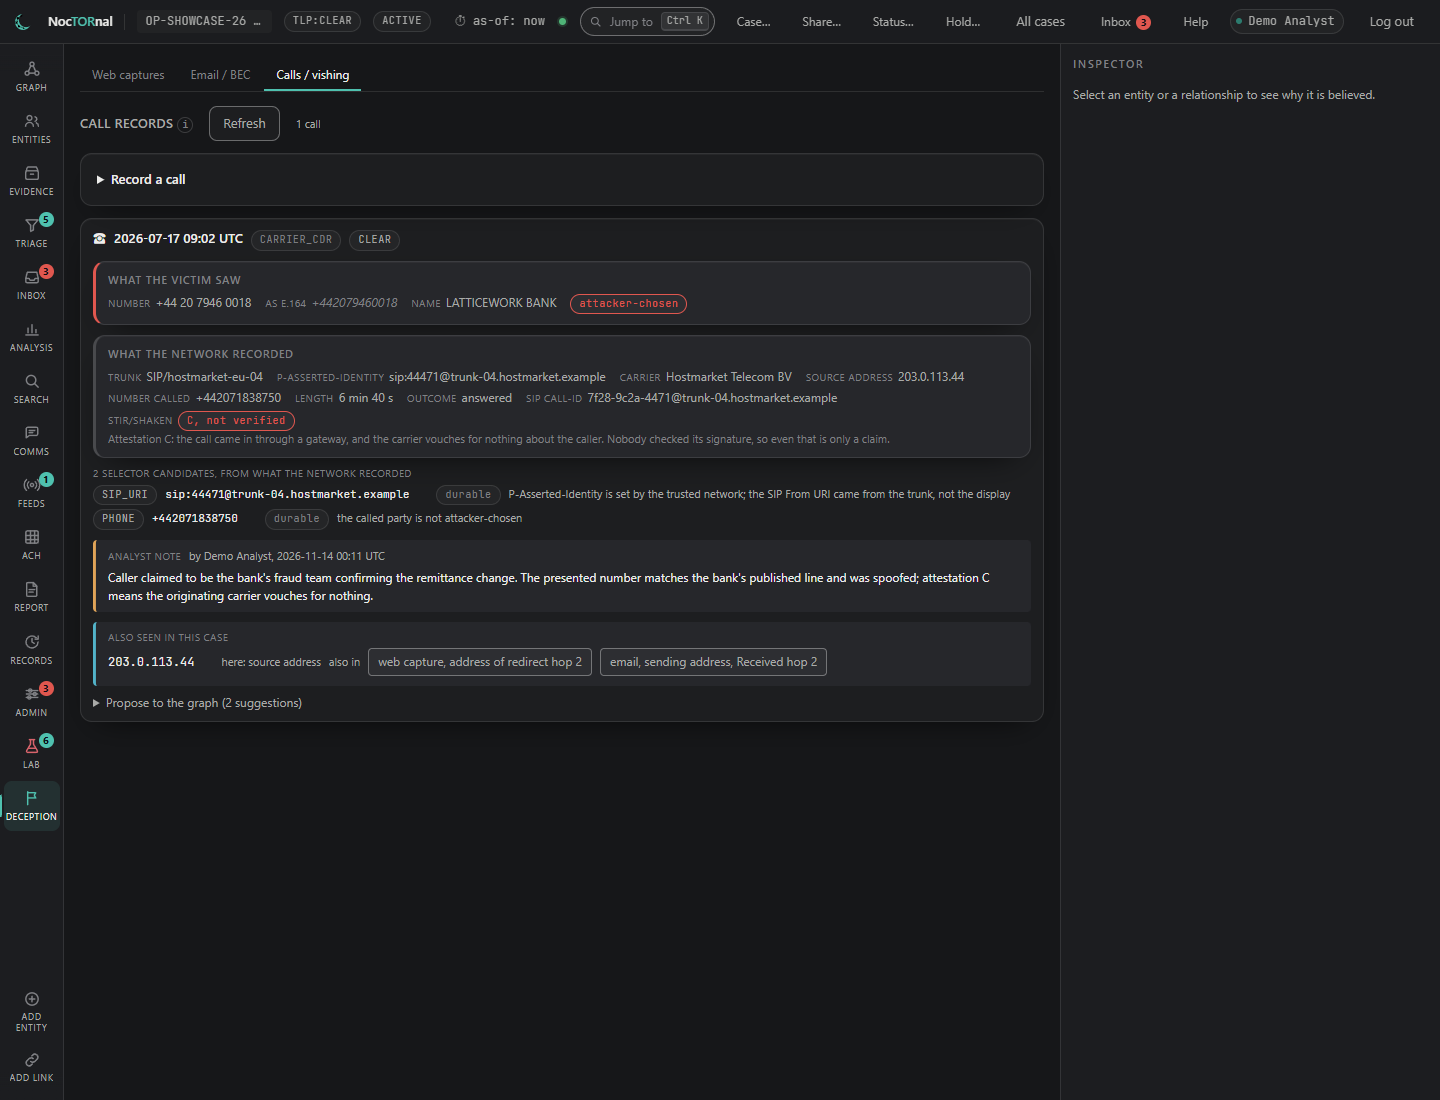 NocTORnal
OP-SHOWCASE-26 …
TLP:CLEAR
ACTIVE
as-of: now
Jump to
Ctrl K
Case...
Share...
Status...
Hold...
All cases
Inbox 3
Help
Demo Analyst
Log out
GRAPH
ENTITIES
EVIDENCE
5
TRIAGE
3
INBOX
ANALYSIS
SEARCH
COMMS
1
FEEDS
ACH
REPORT
RECORDS
3
ADMIN
6
LAB
DECEPTION
ADD
ENTITY
ADD LINK
Web captures
Email / BEC
Calls / vishing
CALL RECORDS i
Refresh
1 call
Record a call
2026-07-17 09:02 UTC CARRIER_CDR CLEAR
WHAT THE VICTIM SAW
NUMBER +44 20 7946 0018 AS E.164 +442079460018 NAME LATTICEWORK BANK attacker-chosen
WHAT THE NETWORK RECORDED
TRUNK SIP/hostmarket-eu-04 P-ASSERTED-IDENTITY sip:44471@trunk-04.hostmarket.example CARRIER Hostmarket Telecom BV SOURCE ADDRESS 203.0.113.44
NUMBER CALLED +442071838750 LENGTH 6 min 40 s OUTCOME answered SIP CALL-ID 7f28-9c2a-4471@trunk-04.hostmarket.example
STIR/SHAKEN C, not verified
Attestation C: the call came in through a gateway, and the carrier vouches for nothing about the caller. Nobody checked its signature, so even that is only a claim.
2 SELECTOR CANDIDATES, FROM WHAT THE NETWORK RECORDED
SIP_URI sip:44471@trunk-04.hostmarket.example durable P-Asserted-Identity is set by the trusted network; the SIP From URI came from the trunk, not the display
PHONE +442071838750 durable the called party is not attacker-chosen
ANALYST NOTE by Demo Analyst, 2026-11-14 00:11 UTC
Caller claimed to be the bank's fraud team confirming the remittance change. The presented number matches the bank's published line and was spoofed; attestation C
means the originating carrier vouches for nothing.
ALSO SEEN IN THIS CASE
203.0.113.44 here: source address also in web capture, address of redirect hop 2 email, sending address, Received hop 2
Propose to the graph (2 suggestions)
INSPECTOR
Select an entity or a relationship to see why it is believed.